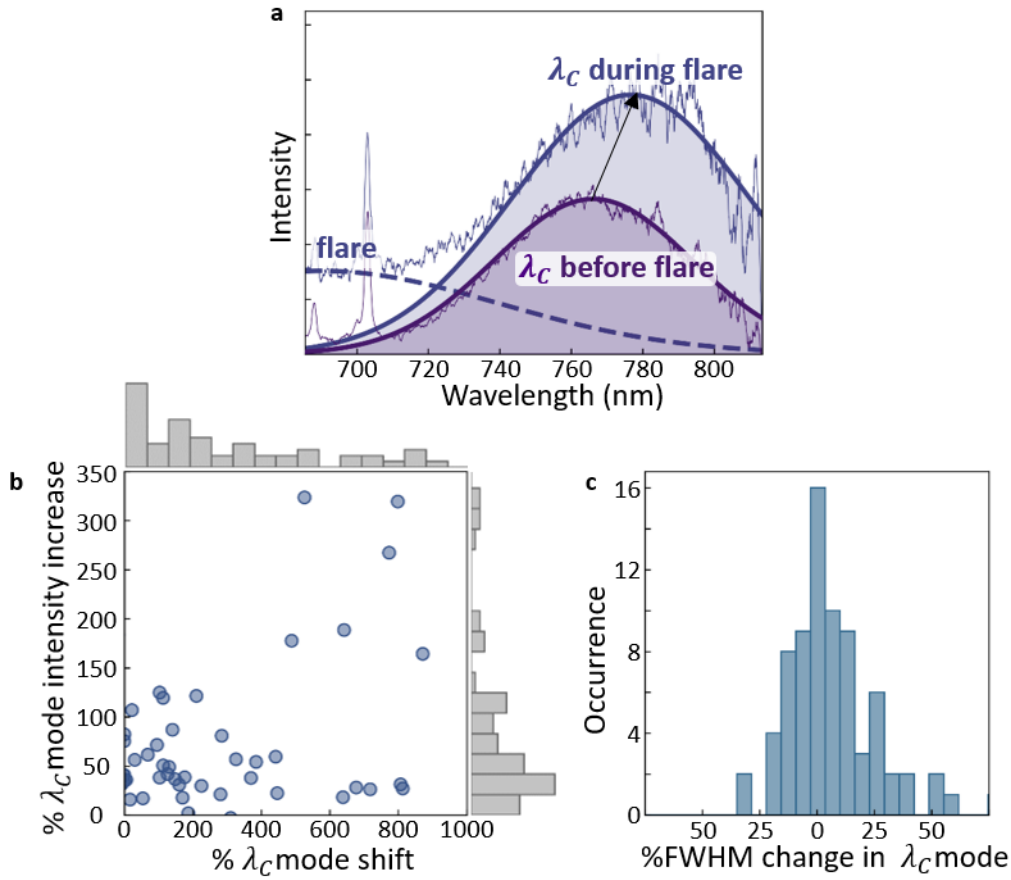 a
λC during flare
Intensity
flare
λC before flare
700 720 740 760 780 800
Wavelength (nm)
b
% λC mode intensity increase
350
300
250
200
150
100
50
0
0 200 400 600 800 1000
% λC mode shift
c
Occurrence
16
12
8
4
0
50 25 0 25 50
%FWHM change in λC mode